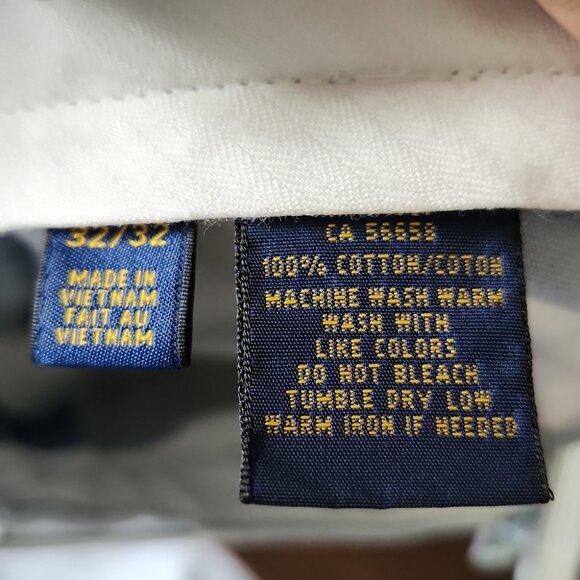 32/32
MADE IN
VIETNAM
FAIT AU
VIETNAM
CA 56658
100% COTTON/COTON
MACHINE WASH WARM
WASH WITH
LIKE COLORS
DO NOT BLEACH
TUMBLE DRY LOW
WARM IRON IF NEEDED